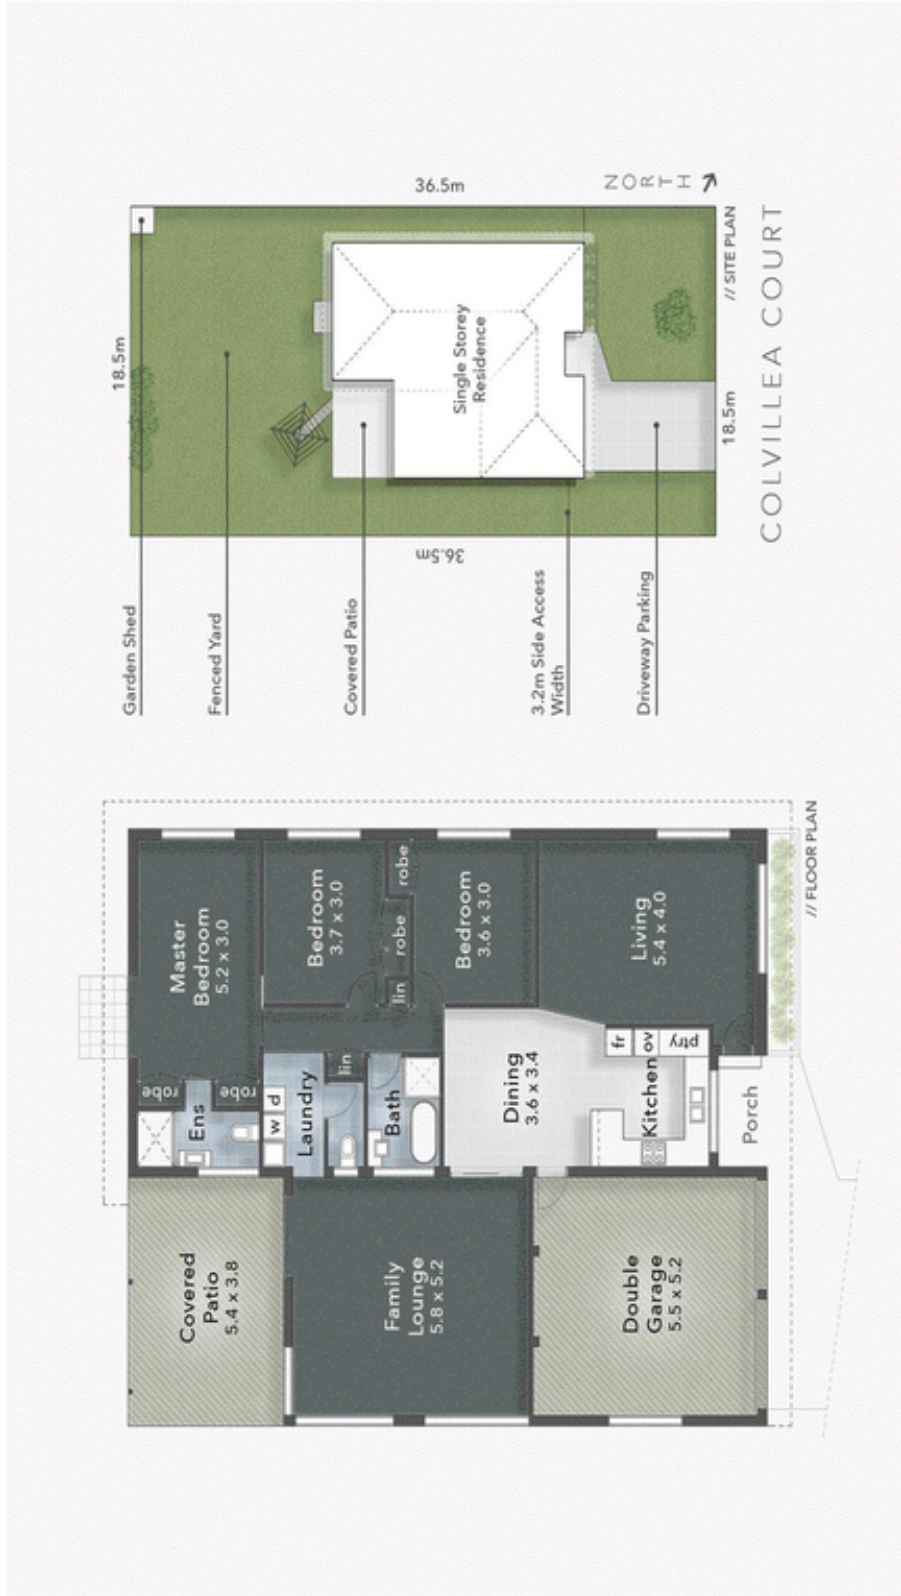 Covered
Patio
5.4 x 3.8
Family
Lounge
5.8 x 5.2
Double
Garage
5.5 x 5.2
robe
Ens
robe
w
d
Laundry
lin
Bath
Dining
3.6 x 3.4
Kitchen
fr
ov
ptry
Porch
Master
Bedroom
5.2 x 3.0
Bedroom
3.7 x 3.0
lin
robe
robe
Bedroom
3.6 x 3.0
Living
5.4 x 4.0
// FLOOR PLAN
Garden Shed
Fenced Yard
Covered Patio
3.2m Side Access
Width
Driveway Parking
18.5m
36.5m
36.5m
18.5m
Single Storey
Residence
NORTH
// SITE PLAN
COLVILLEA COURT